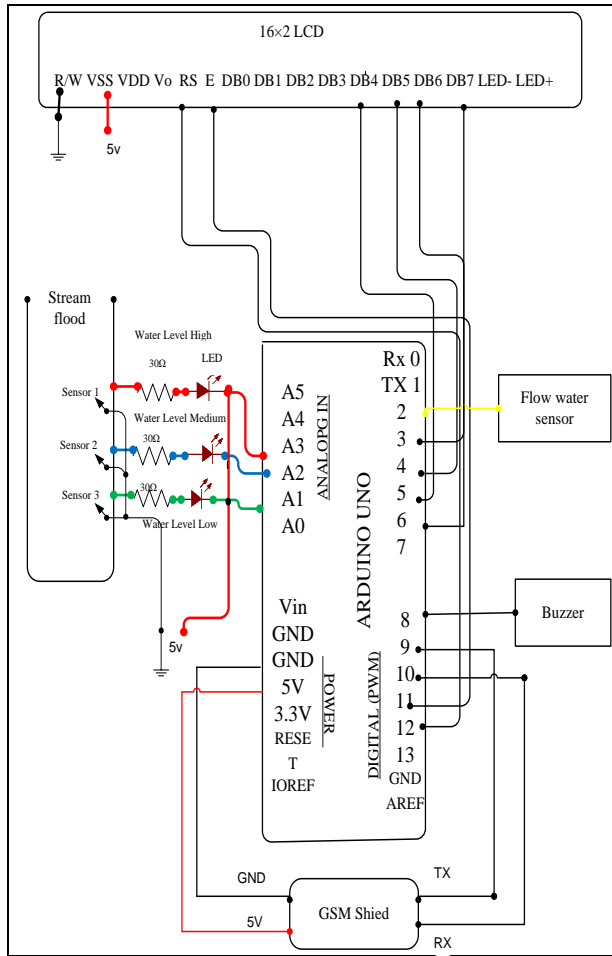 16×2 LCD
R/W VSS VDD Vo RS E DB0 DB1 DB2 DB3 DB4 DB5 DB6 DB7 LED- LED+
5v
Stream
flood
Water Level High
30Ω
LED
Sensor 1
Water Level Medium
30Ω
Sensor 2
Sensor 3
30Ω
Water Level Low
5v
A5
A4
A3
A2
A1
A0
ANALOPG IN
Vin
GND
GND
5V
3.3V
RESE
T
IOREF
POWER
ARDUINO UNO
Rx 0
TX 1
2
3
4
5
6
7
8
9
10
11
12
13
GND
AREF
DIGITAL (PWM)
Flow water
sensor
Buzzer
GND
TX
5V
GSM Shied
RX